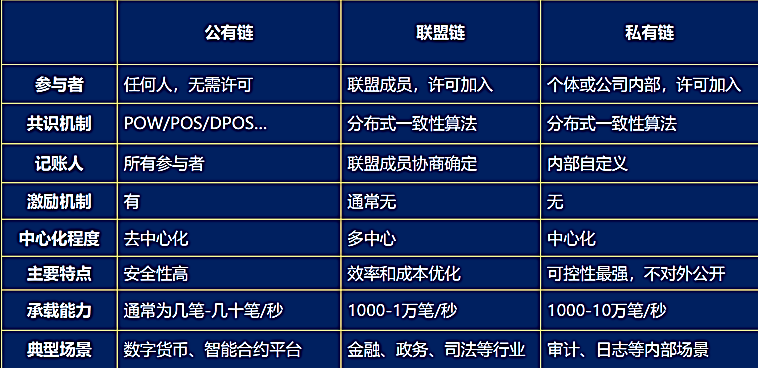 公有链 联盟链 私有链
参与者 任何人，无需许可 联盟成员，许可加入 个体或公司内部，许可加入
共识机制 POW/POS/DPOS... 分布式一致性算法 分布式一致性算法
记账人 所有参与者 联盟成员协商确定 内部自定义
激励机制 有 通常无 无
中心化程度 去中心化 多中心 中心化
主要特点 安全性高 效率和成本优化 可控性最强，不对外公开
承载能力 通常为几笔-几十笔/秒 1000-1万笔/秒 1000-10万笔/秒
典型场景 数字货币、智能合约平台 金融、政务、司法等行业 审计、日志等内部场景